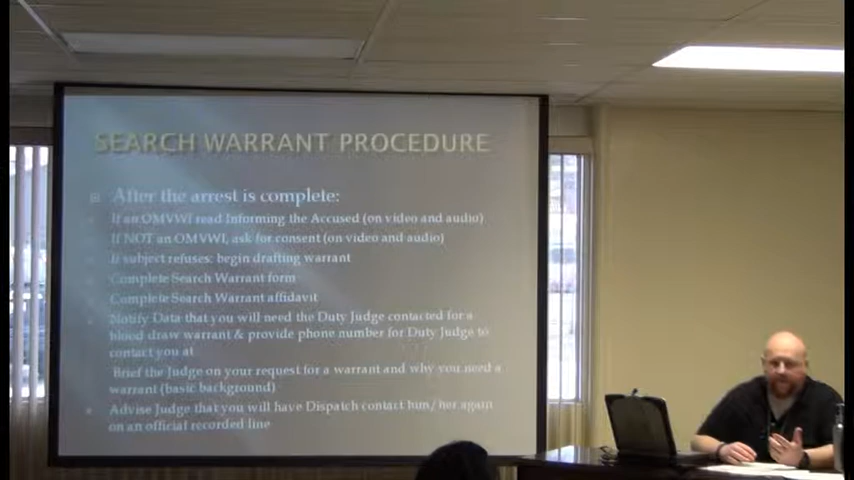 SEARCH WARRANT PROCEDURE
After the arrest is complete:
If an OMVWI read Informing the Accused (on video and audio)
If NOT an OMVWI, ask for consent (on video and audio)
If subject refuses: begin drafting warrant
Complete Search Warrant form
Complete Search Warrant affidavit
Notify Data that you will need the Duty Judge contacted for a
blood draw warrant & provide phone number for Duty Judge to
contact you at
Brief the Judge on your request for a warrant and why you need a
warrant (basic background)
Advise Judge that you will have Dispatch contact him/her again
on an official recorded line